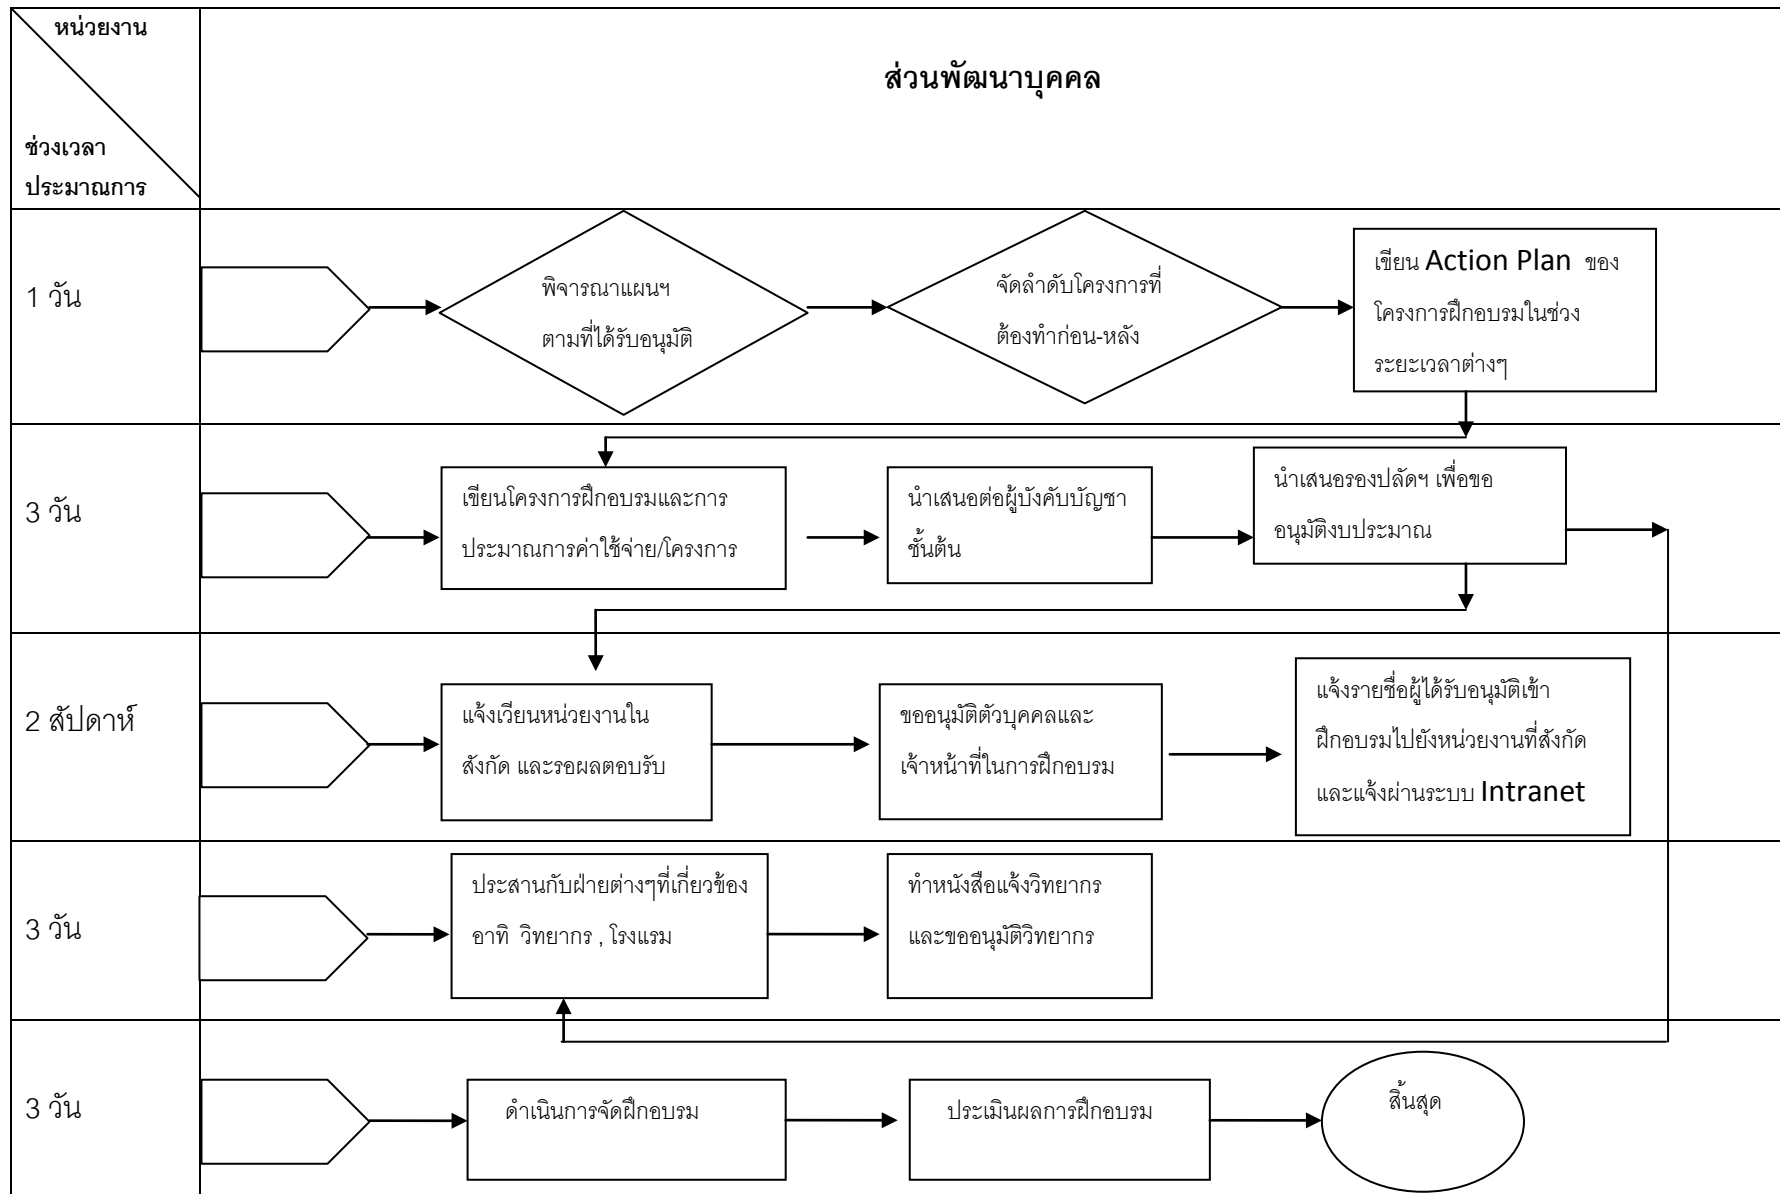 หน่วยงาน
ส่วนพัฒนาบุคคล
ช่วงเวลา
ประมาณการ
1 วัน
พิจารณาแผนฯ
ตามที่ได้รับอนุมัติ
จัดลำดับโครงการที่
ต้องทำก่อน-หลัง
เขียน Action Plan ของ
โครงการฝึกอบรมในช่วง
ระยะเวลาต่างๆ
3 วัน
เขียนโครงการฝึกอบรมและการ
ประมาณการค่าใช้จ่าย/โครงการ
นำเสนอต่อผู้บังคับบัญชา
ชั้นต้น
นำเสนอรองปลัดฯ เพื่อขอ
อนุมัติงบประมาณ
2 สัปดาห์
แจ้งเวียนหน่วยงานใน
สังกัด และรอผลตอบรับ
ขออนุมัติตัวบุคคลและ
เจ้าหน้าที่ในการฝึกอบรม
แจ้งรายชื่อผู้ได้รับอนุมัติเข้า
ฝึกอบรมไปยังหน่วยงานที่สังกัด
และแจ้งผ่านระบบ Intranet
3 วัน
ประสานกับฝ่ายต่างๆที่เกี่ยวข้อง
อาทิ วิทยากร , โรงแรม
ทำหนังสือแจ้งวิทยากร
และขออนุมัติวิทยากร
3 วัน
ดำเนินการจัดฝึกอบรม
ประเมินผลการฝึกอบรม
สิ้นสุด